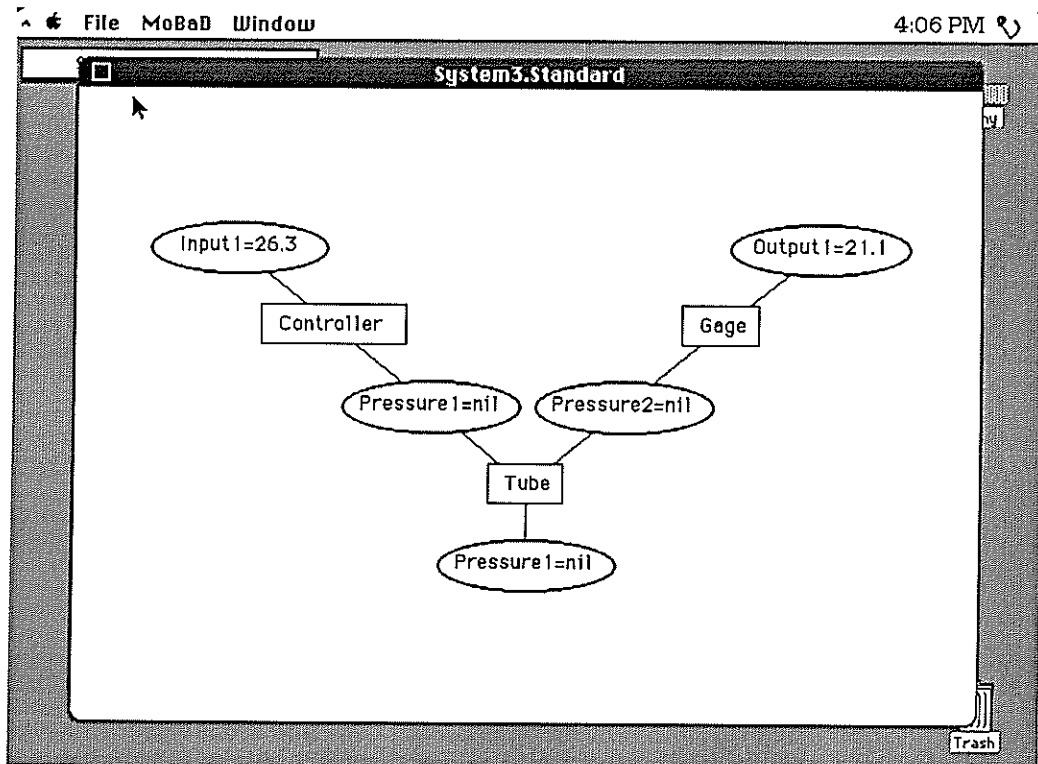 File MoBaD Window 4:06 PM
System3.Standard
ny
Input1=26.3
Output1=21.1
Controller
Gage
Pressure1=nil
Pressure2=nil
Tube
Pressure1=nil
Trash